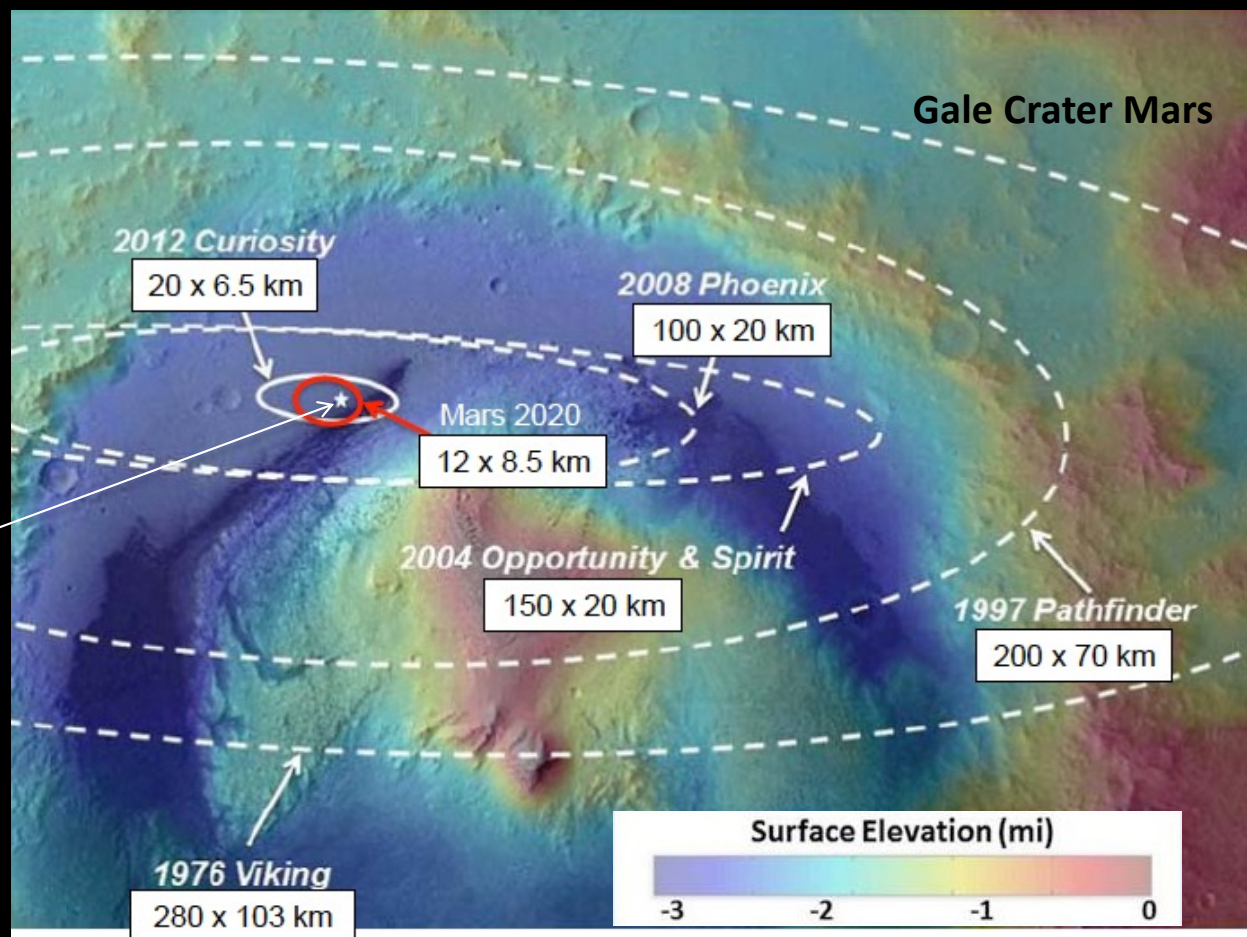 Gale Crater Mars
2012 Curiosity
20 x 6.5 km
2008 Phoenix
100 x 20 km
Mars 2020
12 x 8.5 km
2004 Opportunity & Spirit
150 x 20 km
1997 Pathfinder
200 x 70 km
1976 Viking
280 x 103 km
Surface Elevation (mi)
-3 -2 -1 0